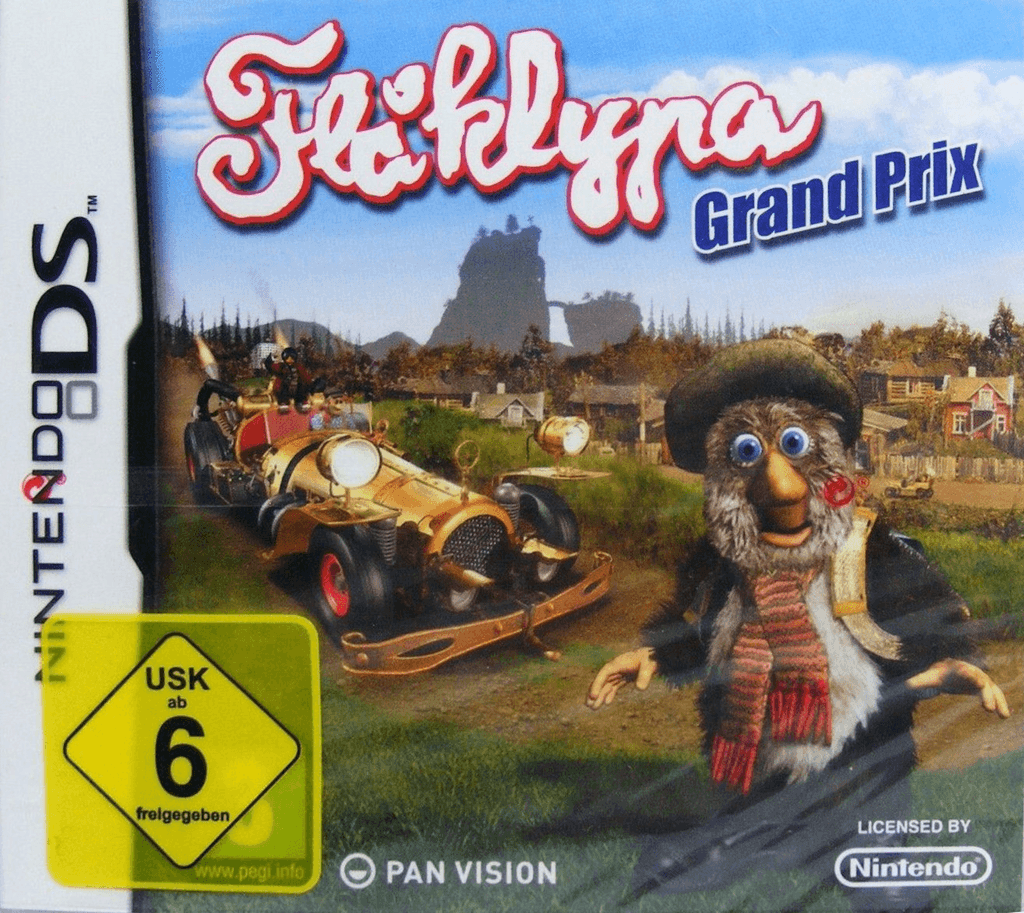 Flåklypa
Grand Prix
NINTENDO DS™
USK
ab
6
freigegeben
www.pegi.info
PAN VISION
LICENSED BY
Nintendo®